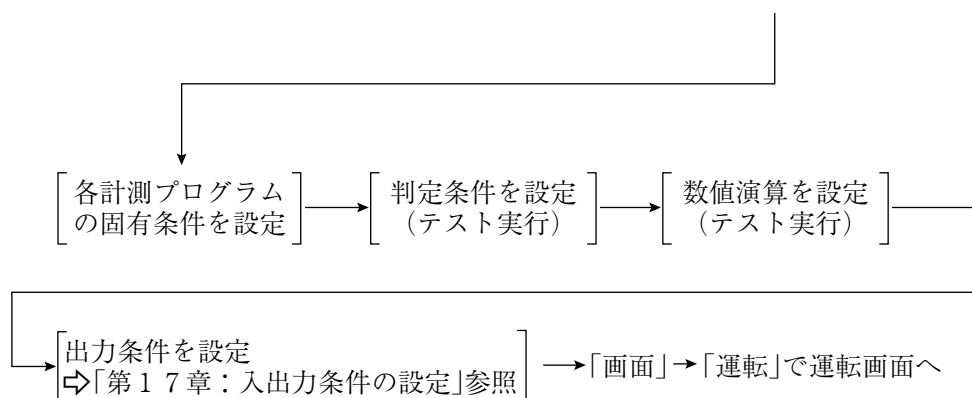 各計測プログラム
の固有条件を設定
判定条件を設定
（テスト実行）
数値演算を設定
（テスト実行）
出力条件を設定
⇨「第１７章：入出力条件の設定」参照
「画面」→「運転」で運転画面へ